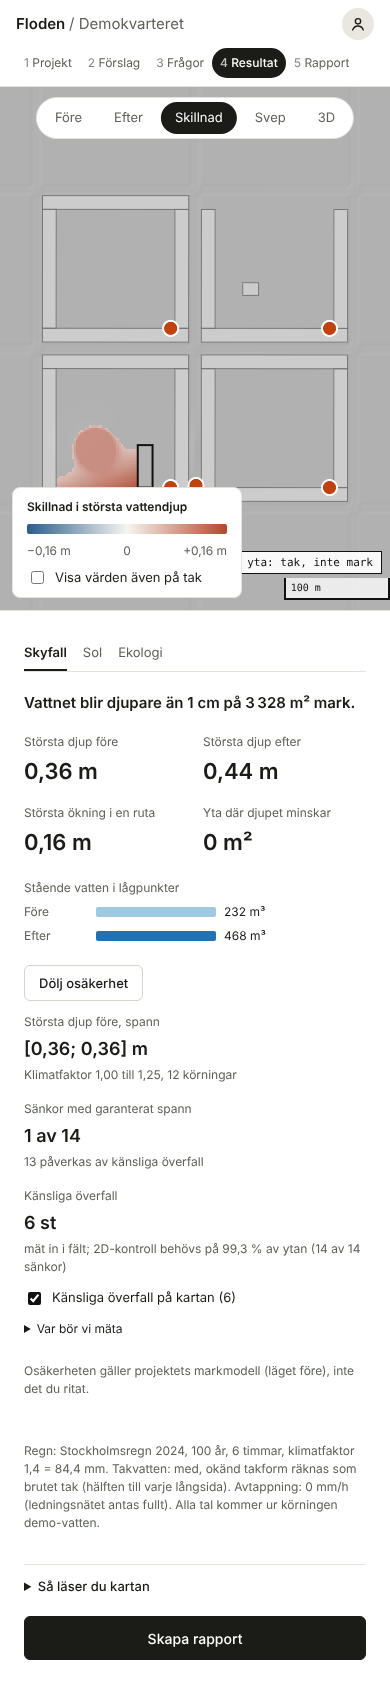 Floden / Demokvarteret
1 Projekt 2 Förslag 3 Frågor 4 Resultat 5 Rapport
Före Efter Skillnad Svep 3D
Skillnad i största vattendjup
−0,16 m 0 +0,16 m
Visa värden även på tak
yta: tak, inte mark
100 m
Skyfall Sol Ekologi
Vattnet blir djupare än 1 cm på 3 328 m² mark.
Största djup före Största djup efter
0,36 m 0,44 m
Största ökning i en ruta Yta där djupet minskar
0,16 m 0 m²
Stående vatten i lågpunkter
Före 232 m³
Efter 468 m³
Dölj osäkerhet
Största djup före, spann
[0,36; 0,36] m
Klimatfaktor 1,00 till 1,25, 12 körningar
Sänkor med garanterat spann
1 av 14
13 påverkas av känsliga överfall
Känsliga överfall
6 st
mät in i fält; 2D-kontroll behövs på 99,3 % av ytan (14 av 14
sänkor)
Känsliga överfall på kartan (6)
Var bör vi mäta
Osäkerheten gäller projektets markmodell (läget före), inte
det du ritat.
Regn: Stockholmsregn 2024, 100 år, 6 timmar, klimatfaktor
1,4 = 84,4 mm. Takvatten: med, okänd takform räknas som
brutet tak (hälften till varje långsida). Avtappning: 0 mm/h
(ledningsnätet antas fullt). Alla tal kommer ur körningen
demo-vatten.
Så läser du kartan
Skapa rapport